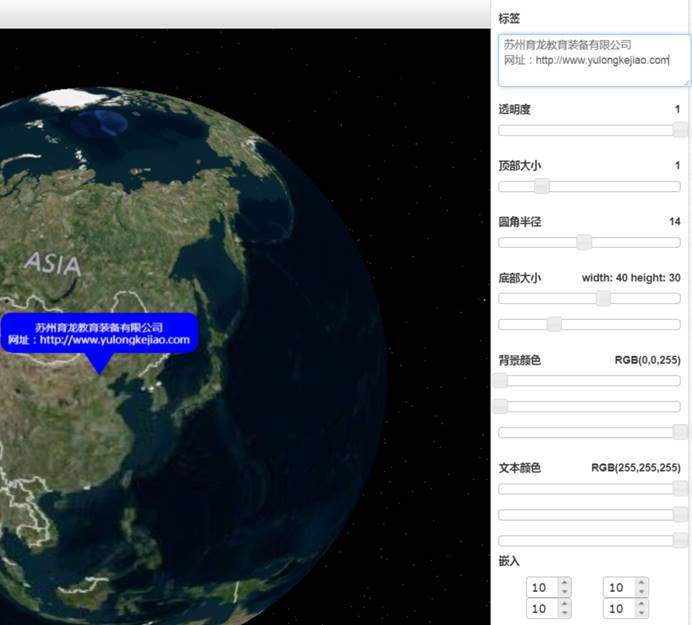 标签
苏州育龙教育装备有限公司
网址：http://www.yulongkejiao.com
透明度 1
顶部大小 1
圆角半径 14
底部大小 width: 40 height: 30
背景颜色 RGB(0,0,255)
文本颜色 RGB(255,255,255)
嵌入
10 10
10 10
ASIA
苏州育龙教育装备有限公司
网址：http://www.yulongkejiao.com